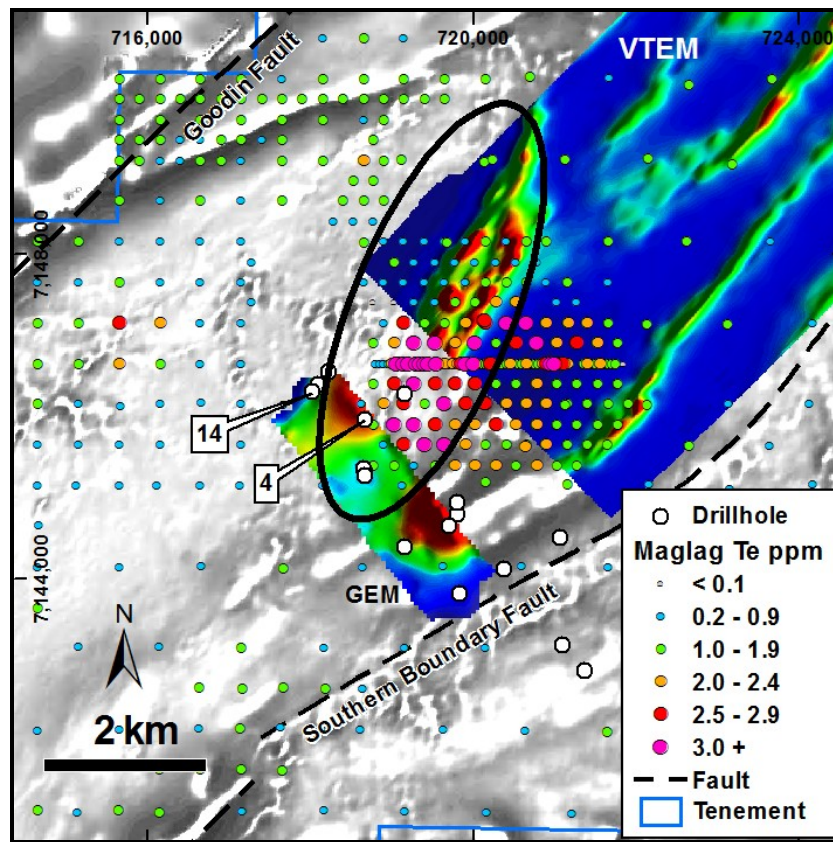 716,000
720,000
724,000
VTEM
Goodin Fault
7,148,000
14
4
7,144,000
GEM
Southern Boundary Fault
N
2 km
Drillhole
Maglag Te ppm
< 0.1
0.2 - 0.9
1.0 - 1.9
2.0 - 2.4
2.5 - 2.9
3.0 +
Fault
Tenement